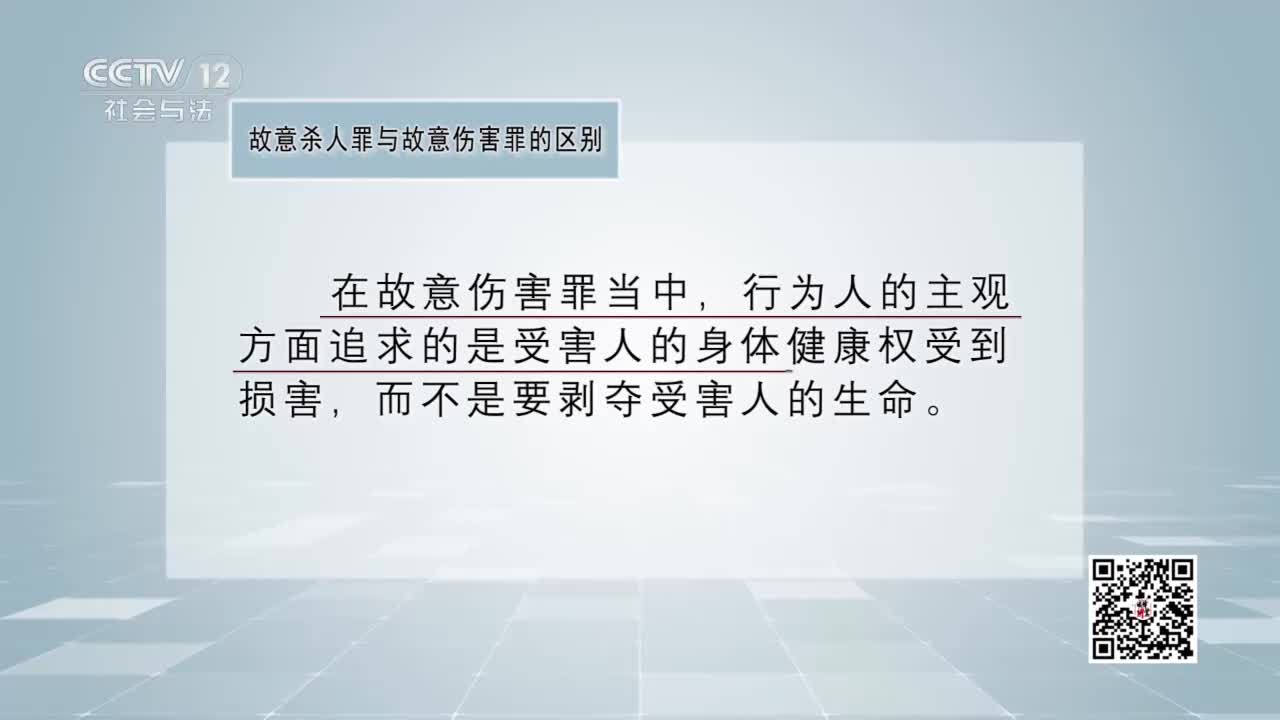 CCTV 12
社会与法
故意杀人罪与故意伤害罪的区别
在故意伤害罪当中，行为人的主观
方面追求的是受害人的身体健康权受到
损害，而不是要剥夺受害人的生命。